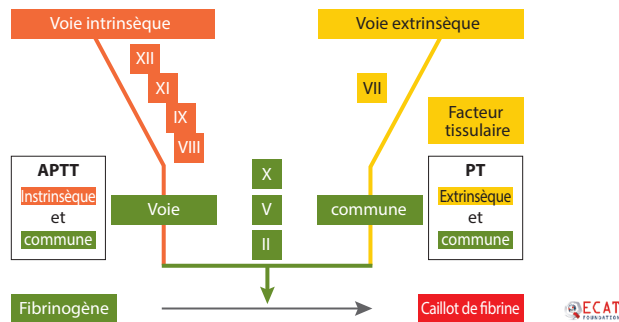 Voie intrinsèque
Voie extrinsèque
XII
XI
IX
VIII
VII
Facteur
tissulaire
APTT
Instrinsèque
et
commune
X
V
II
Voie
commune
PT
Extrinsèque
et
commune
Fibrinogène
Caillot de fibrine
ECAT
FOUNDATION